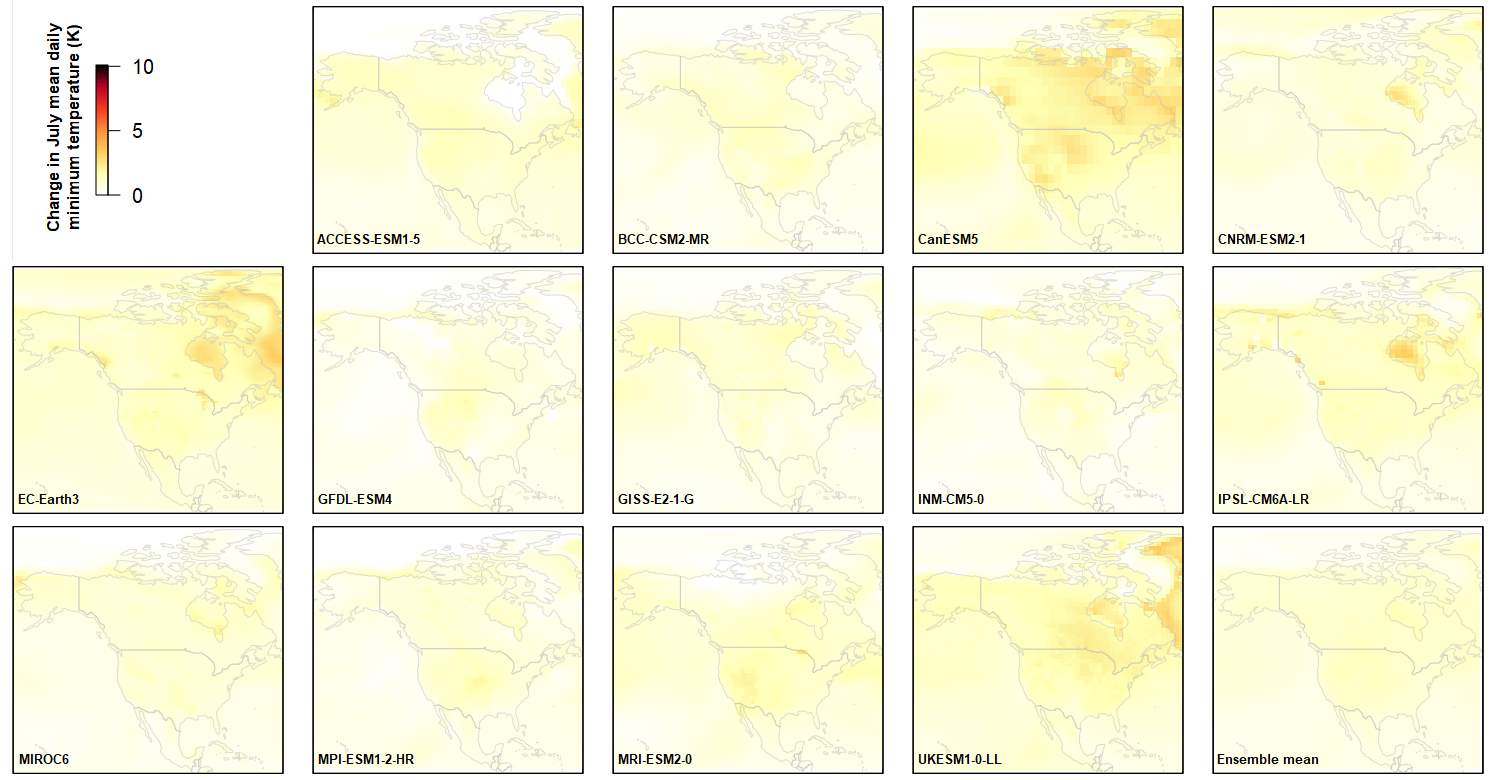 Change in July mean daily
minimum temperature (K)
10
5
0
ACCESS-ESM1-5
BCC-CSM2-MR
CanESM5
CNRM-ESM2-1
EC-Earth3
GFDL-ESM4
GISS-E2-1-G
INM-CM5-0
IPSL-CM6A-LR
MIROC6
MPI-ESM1-2-HR
MRI-ESM2-0
UKESM1-0-LL
Ensemble mean